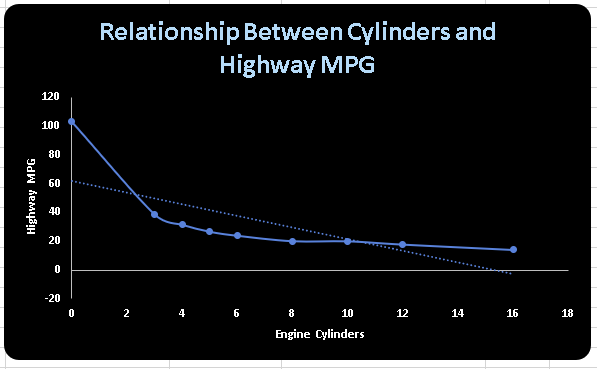 Relationship Between Cylinders and
Highway MPG
120
100
80
60
40
20
0
-20
Highway MPG
0 2 4 6 8 10 12 14 16 18
Engine Cylinders